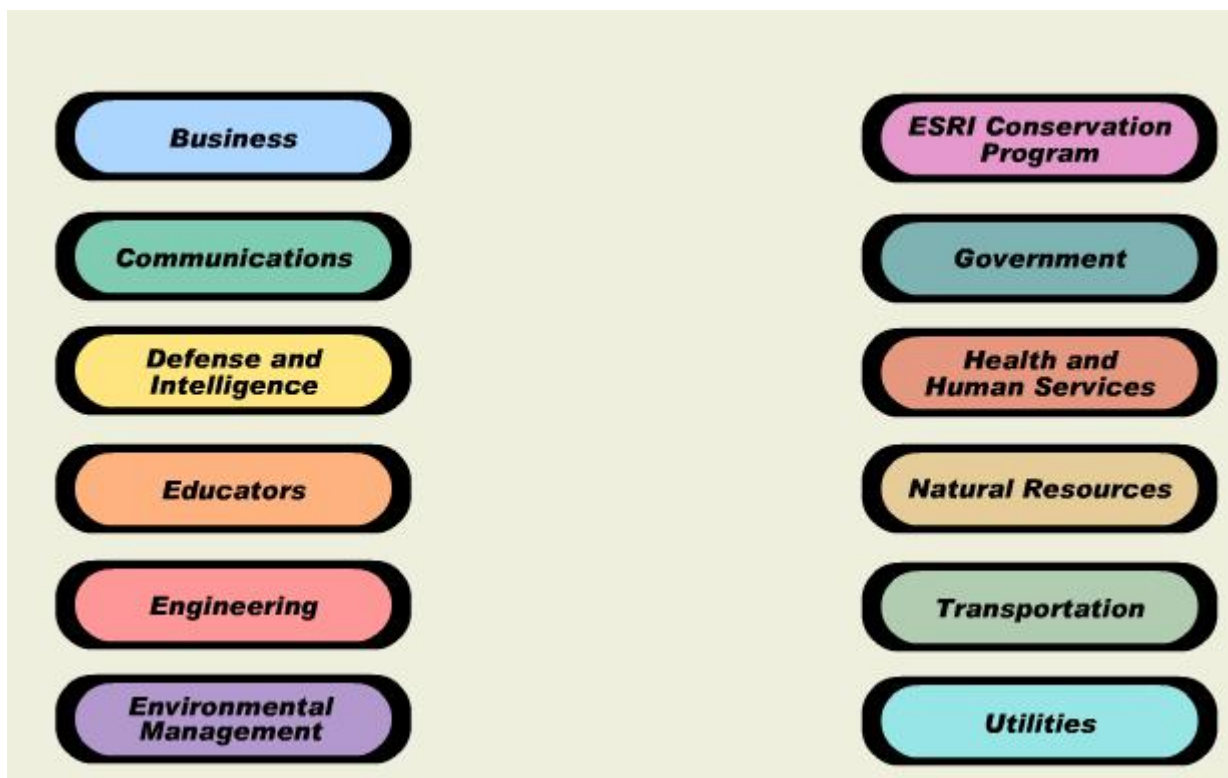 Business
Communications
Defense and
Intelligence
Educators
Engineering
Environmental
Management
ESRI Conservation
Program
Government
Health and
Human Services
Natural Resources
Transportation
Utilities